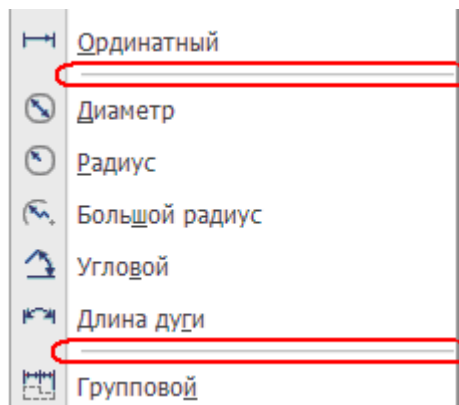 Ординатный
Диаметр
Радиус
Большой радиус
Угловой
Длина дуги
Групповой